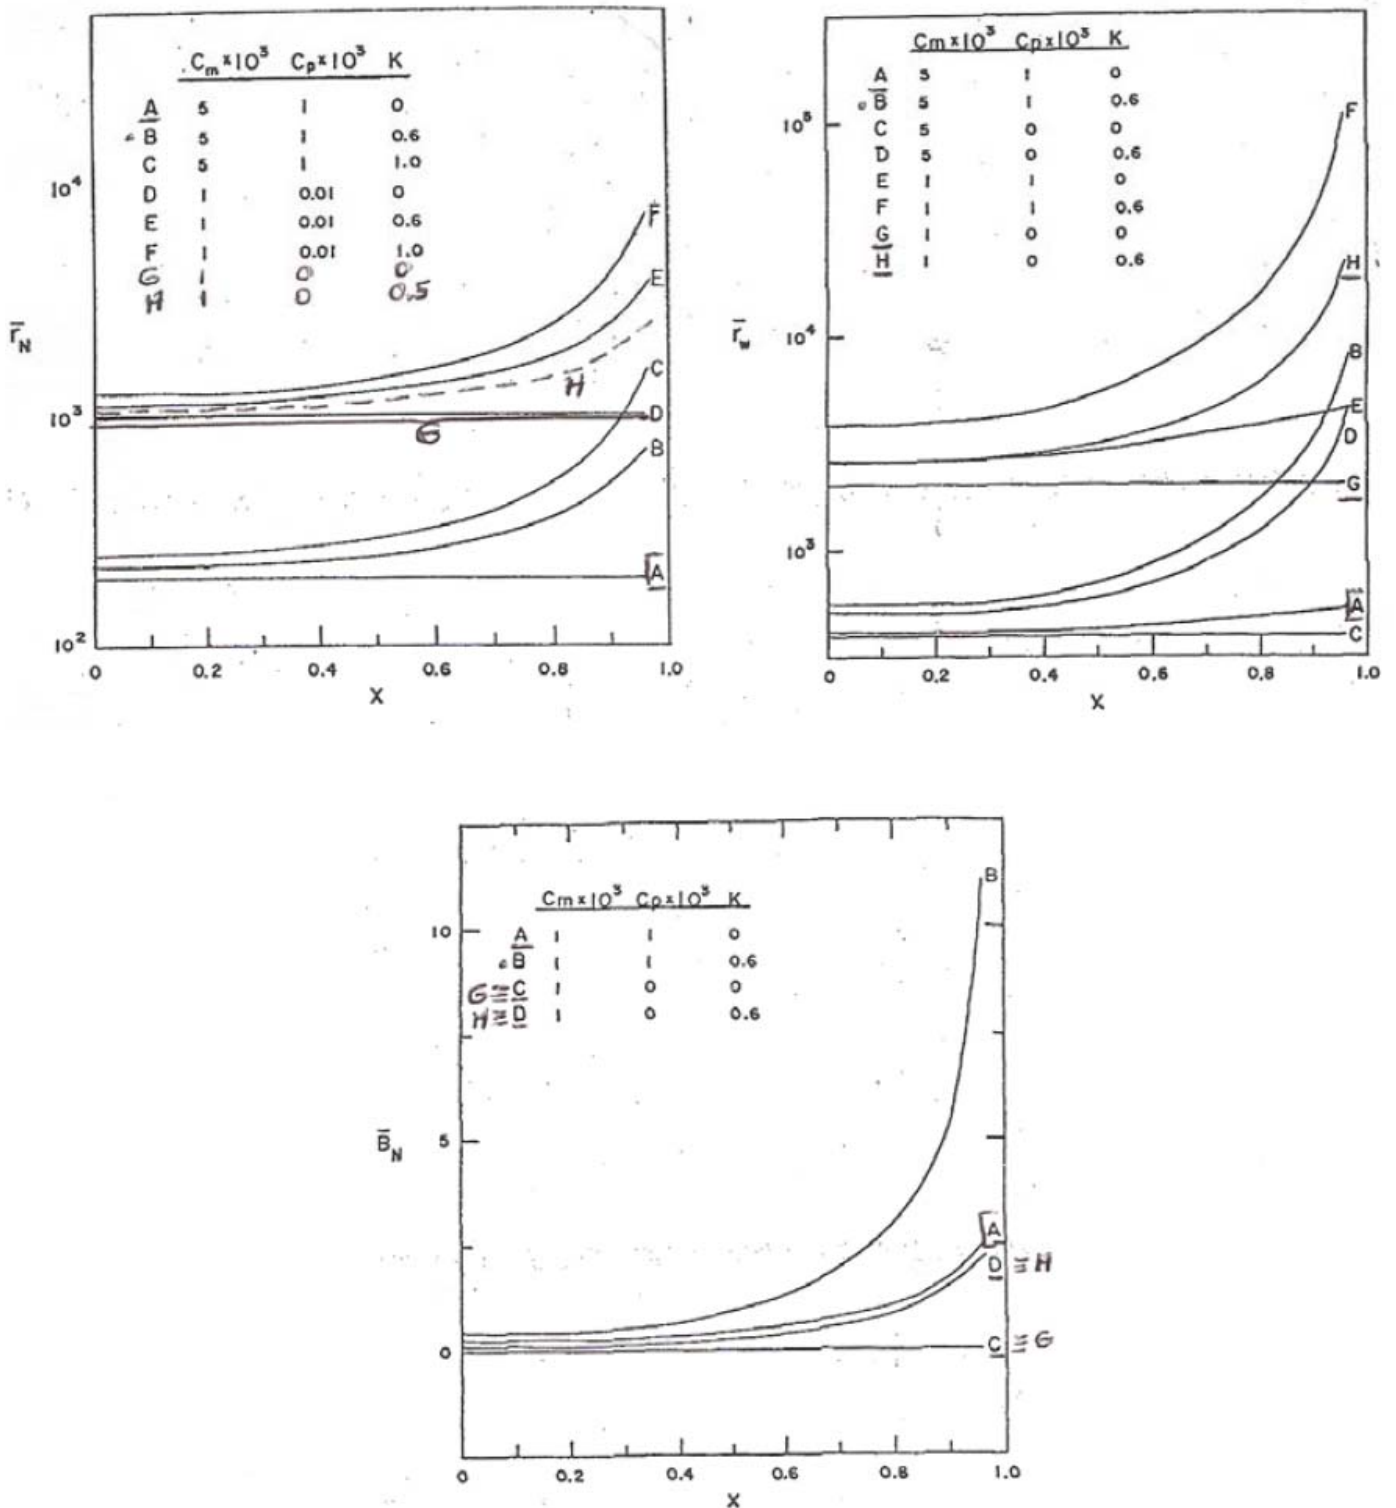 Cm×10³ Cp×10³ K
A 5 1 0
B 5 1 0.6
C 5 1 1.0
D 1 0.01 0
E 1 0.01 0.6
F 1 0.01 1.0
G 1 0 0
H 1 0 0.5
10⁴
10³
10²
r̄N
F
E
H
C
D
G
B
A
0 0.2 0.4 0.6 0.8 1.0
X
Cm×10³ Cp×10³ K
A 5 1 0
B 5 1 0.6
C 5 0 0
D 5 0 0.6
E 1 1 0
F 1 1 0.6
G 1 0 0
H 1 0 0.6
10⁵
10⁴
10³
r̄w
F
H
B
E
D
G
A
C
0 0.2 0.4 0.6 0.8 1.0
X
Cm×10³ Cp×10³ K
A 1 1 0
B 1 1 0.6
G ≡ C 1 0 0
H ≡ D 1 0 0.6
10
5
0
B̄N
B
A
D ≡ H
C ≡ G
0 0.2 0.4 0.6 0.8 1.0
X